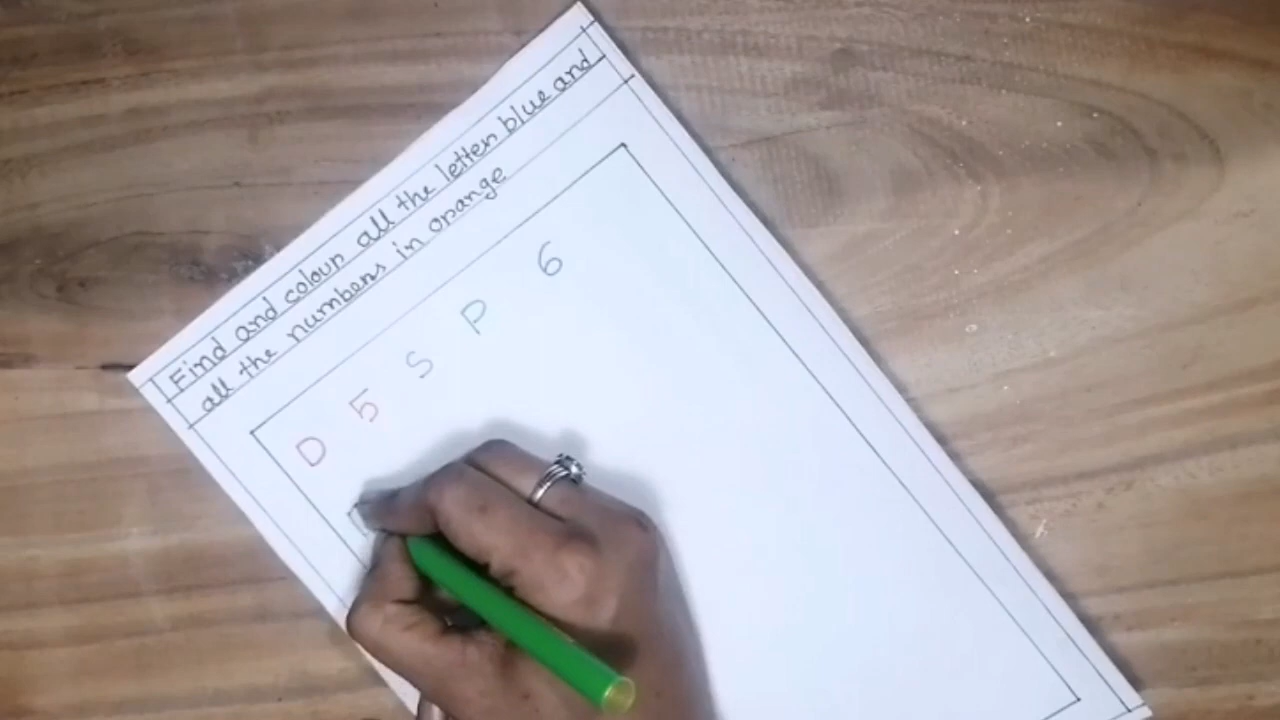 Find and colour all the letter blue and
all the numbers in orange
D 5 S P 6